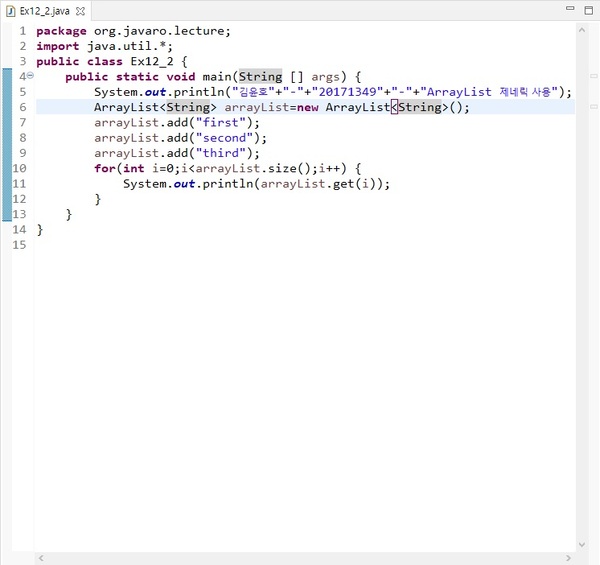 Ex12_2.java
1 package org.javaro.lecture;
2 import java.util.*;
3 public class Ex12_2 {
4 public static void main(String [] args) {
5 System.out.println("김윤호"+"-"+"20171349"+"-"+"ArrayList 제네릭 사용");
6 ArrayList<String> arrayList=new ArrayList<String>();
7 arrayList.add("first");
8 arrayList.add("second");
9 arrayList.add("third");
10 for(int i=0;i<arrayList.size();i++) {
11 System.out.println(arrayList.get(i));
12 }
13 }
14 }
15